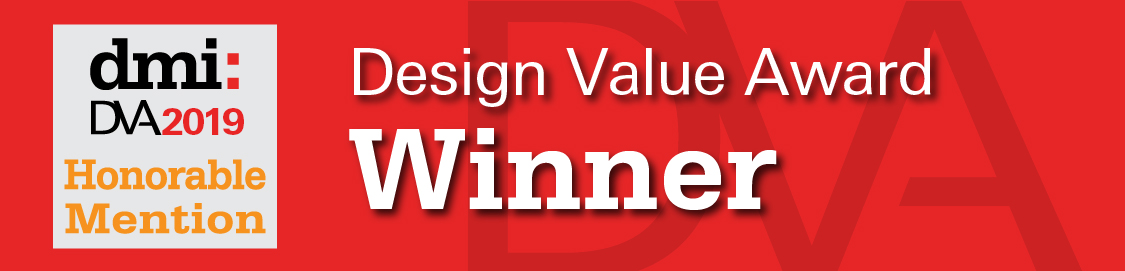 dmi:
DVA2019
Honorable
Mention
Design Value Award
Winner
DVA